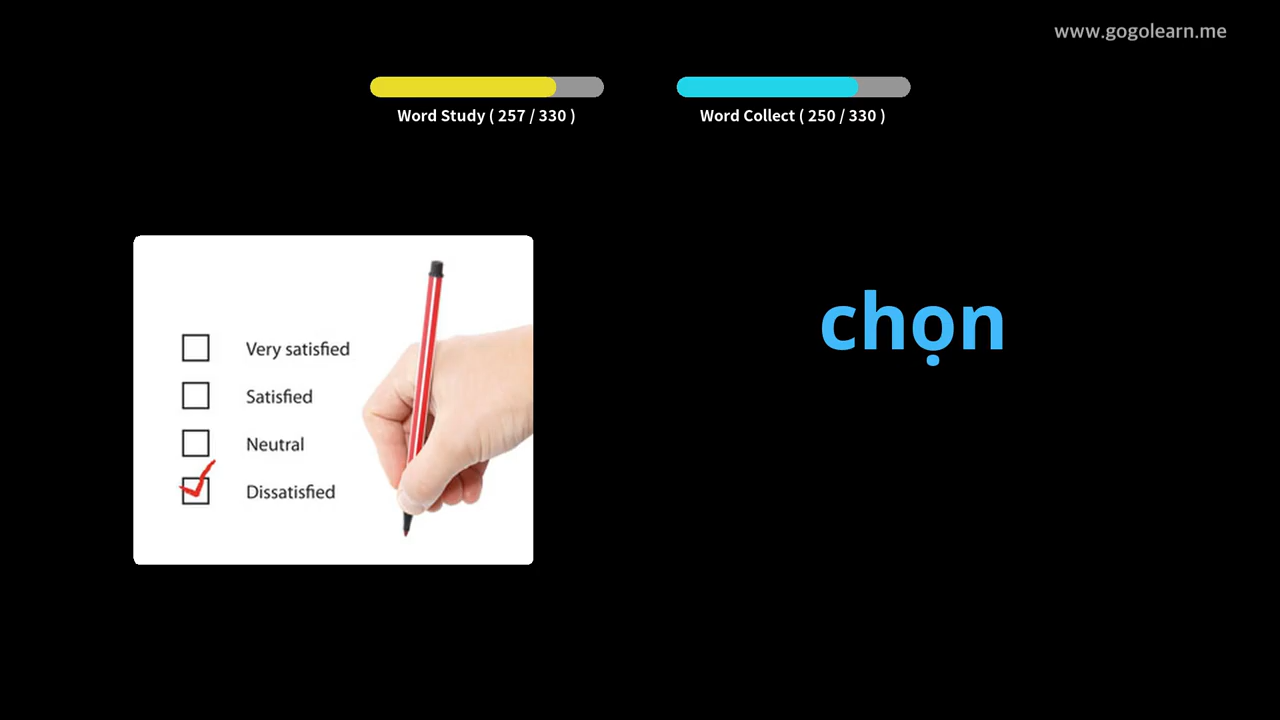 www.gogolearn.me
Word Study ( 257 / 330 )
Word Collect ( 250 / 330 )
chọn
Very satisfied
Satisfied
Neutral
Dissatisfied